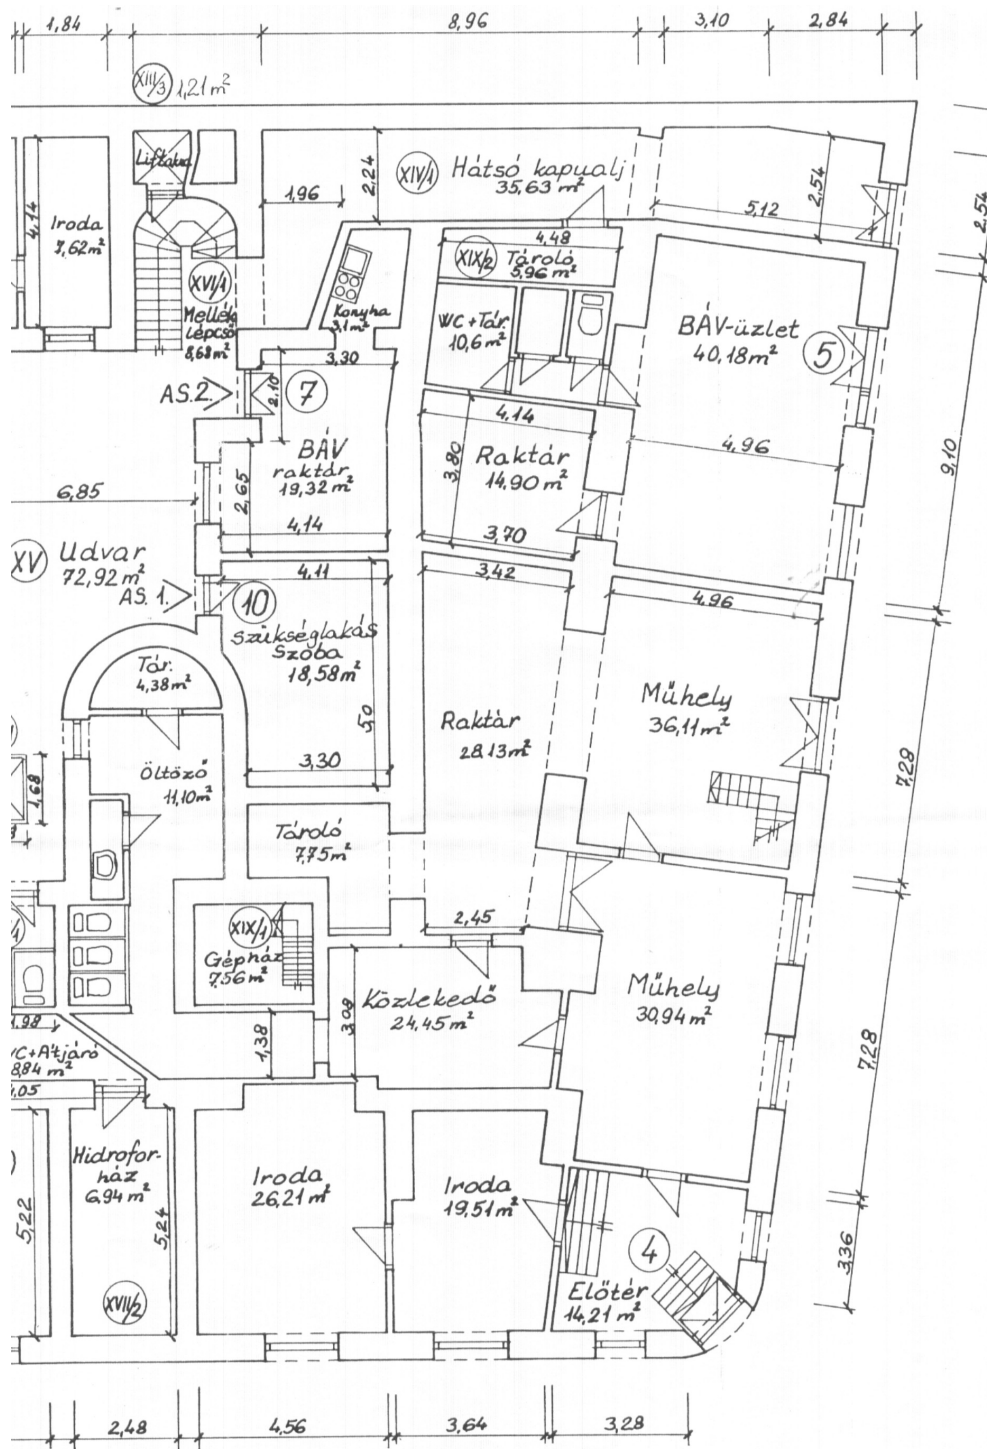 1,84
8,96
3,10
2,84
XIII/3 1,21 m²
Liftakna
XIV/1 Hátsó kapualj
35,63 m²
2,24
1,96
2,54
5,12
2,54
4,14
Iroda
7,62 m²
4,48
XIX/2 Tároló
5,96 m²
XVI/1
Mellék
lépcső
8,68 m²
Konyha
3,1 m²
WC+Tár.
10,6 m²
BÁV-üzlet
40,18 m²
5
3,30
AS.2.
2,10
7
4,14
BÁV
raktár
19,32 m²
3,80
Raktár
14,90 m²
4,96
9,10
6,85
2,65
4,14
3,70
XV Udvar
72,92 m²
AS. 1.
4,11
3,42
4,96
10
Szükséglakás
Szoba
18,58 m²
Tár.
4,38 m²
5,0
Műhely
36,11 m²
Raktár
28,13 m²
3,30
Öltöző
11,10 m²
1,68
7,28
Tároló
7,75 m²
2,45
XIX/1
Gépház
7,56 m²
3,08
Közlekedő
24,45 m²
Műhely
30,94 m²
1,98
1,38
7,28
WC+Átjáró
8,84 m²
Hidrofor-
ház
6,94 m²
5,22
5,24
Iroda
26,21 m²
Iroda
19,51 m²
4
3,36
XVII/2
Előtér
14,21 m²
2,48
4,56
3,64
3,28